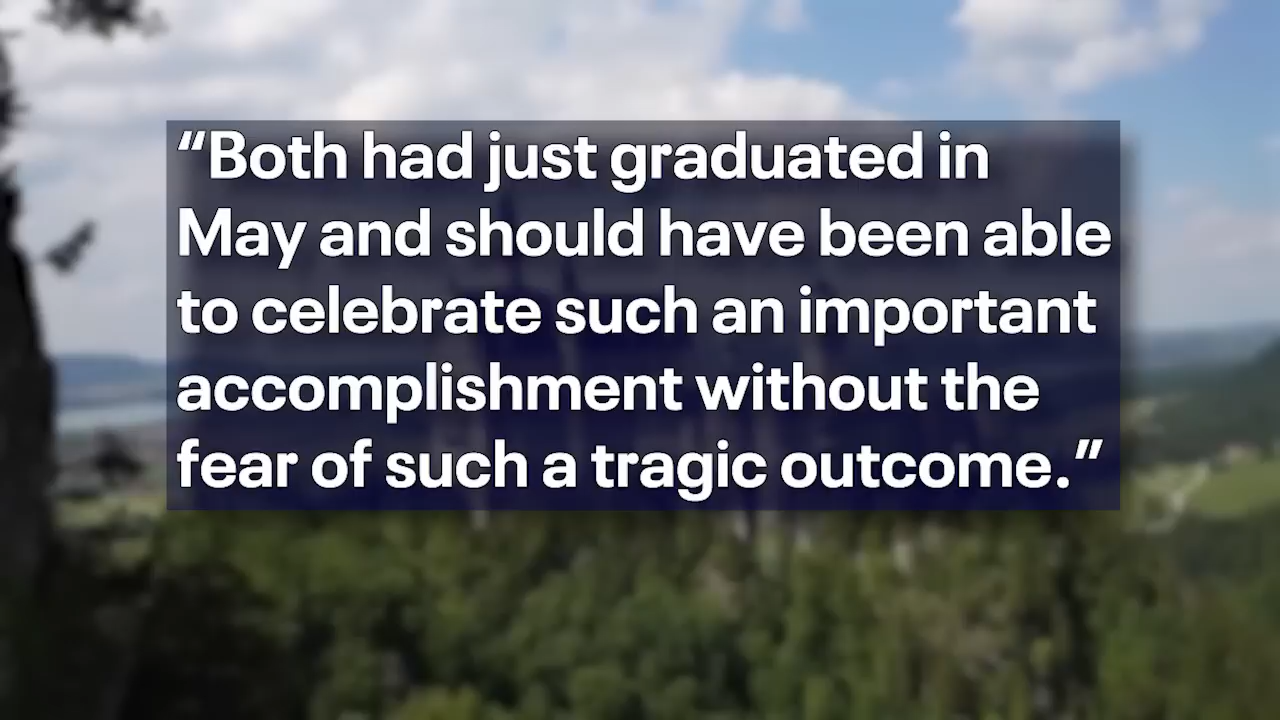 “Both had just graduated in
May and should have been able
to celebrate such an important
accomplishment without the
fear of such a tragic outcome.”